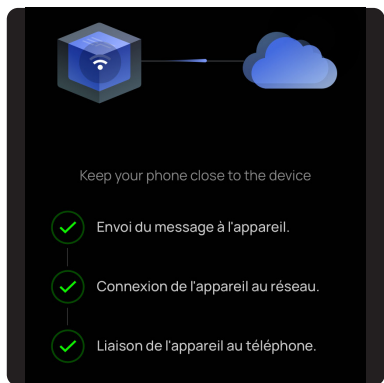 Keep your phone close to the device
Envoi du message à l'appareil.
Connexion de l'appareil au réseau.
Liaison de l'appareil au téléphone.